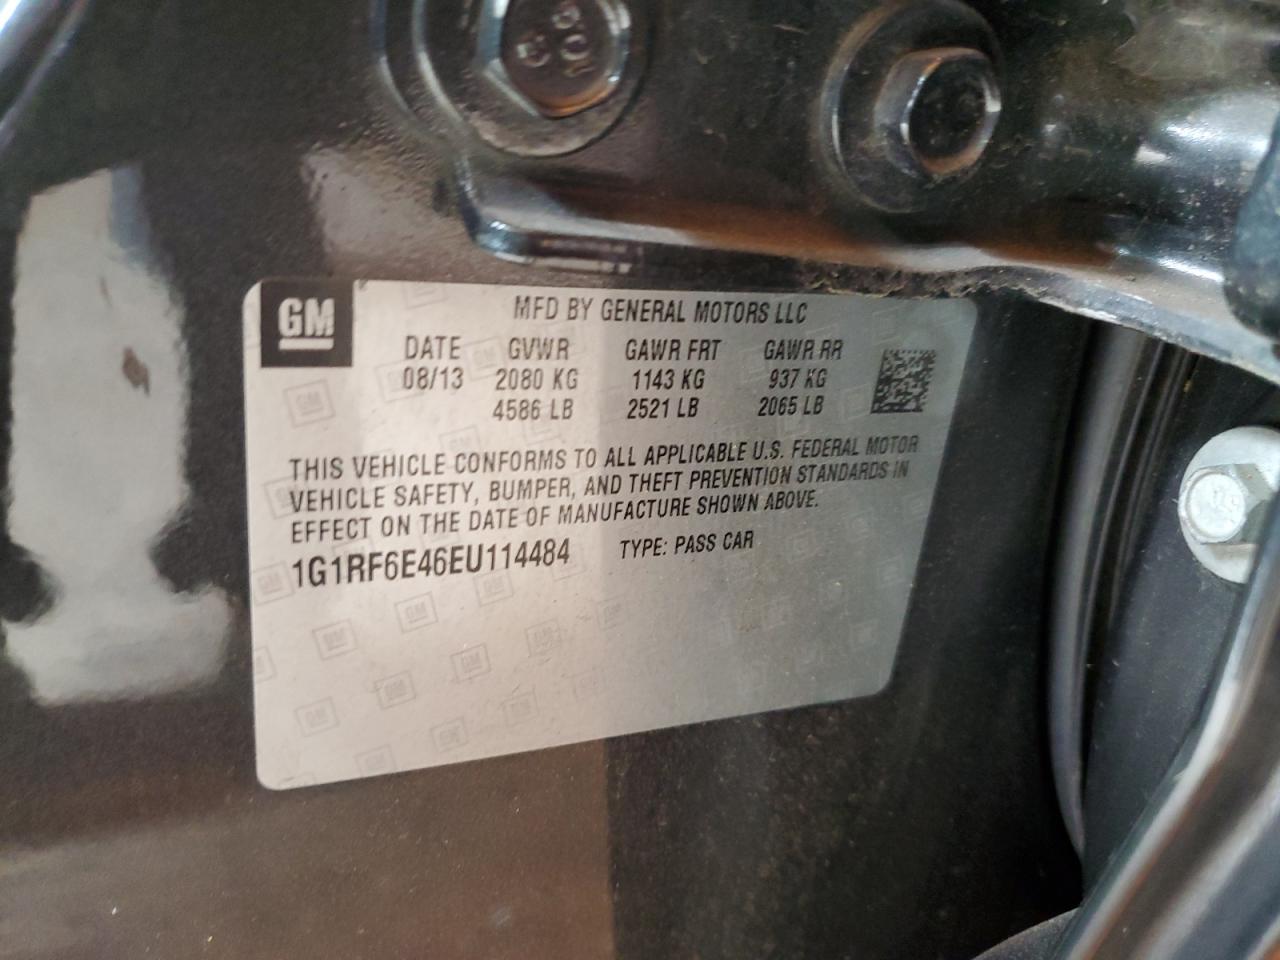 GM
MFD BY GENERAL MOTORS LLC
DATE GVWR GAWR FRT GAWR RR
08/13 2080 KG 1143 KG 937 KG
4586 LB 2521 LB 2065 LB
THIS VEHICLE CONFORMS TO ALL APPLICABLE U.S. FEDERAL MOTOR
VEHICLE SAFETY, BUMPER, AND THEFT PREVENTION STANDARDS IN
EFFECT ON THE DATE OF MANUFACTURE SHOWN ABOVE.
1G1RF6E46EU114484 TYPE: PASS CAR